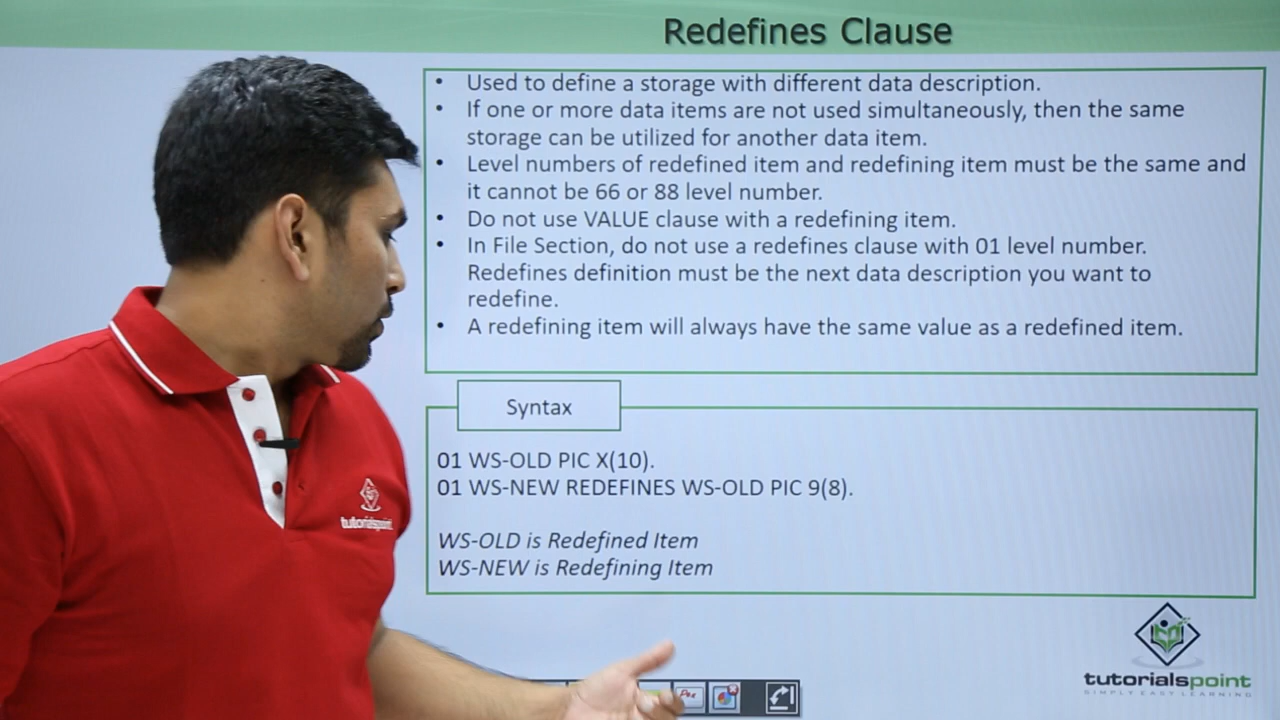 Redefines Clause
• Used to define a storage with different data description.
• If one or more data items are not used simultaneously, then the same
storage can be utilized for another data item.
• Level numbers of redefined item and redefining item must be the same and
it cannot be 66 or 88 level number.
• Do not use VALUE clause with a redefining item.
• In File Section, do not use a redefines clause with 01 level number.
Redefines definition must be the next data description you want to
redefine.
• A redefining item will always have the same value as a redefined item.
Syntax
01 WS-OLD PIC X(10).
01 WS-NEW REDEFINES WS-OLD PIC 9(8).
WS-OLD is Redefined Item
WS-NEW is Redefining Item
tutorialspoint
tutorialspoint
SIMPLY EASY LEARNING